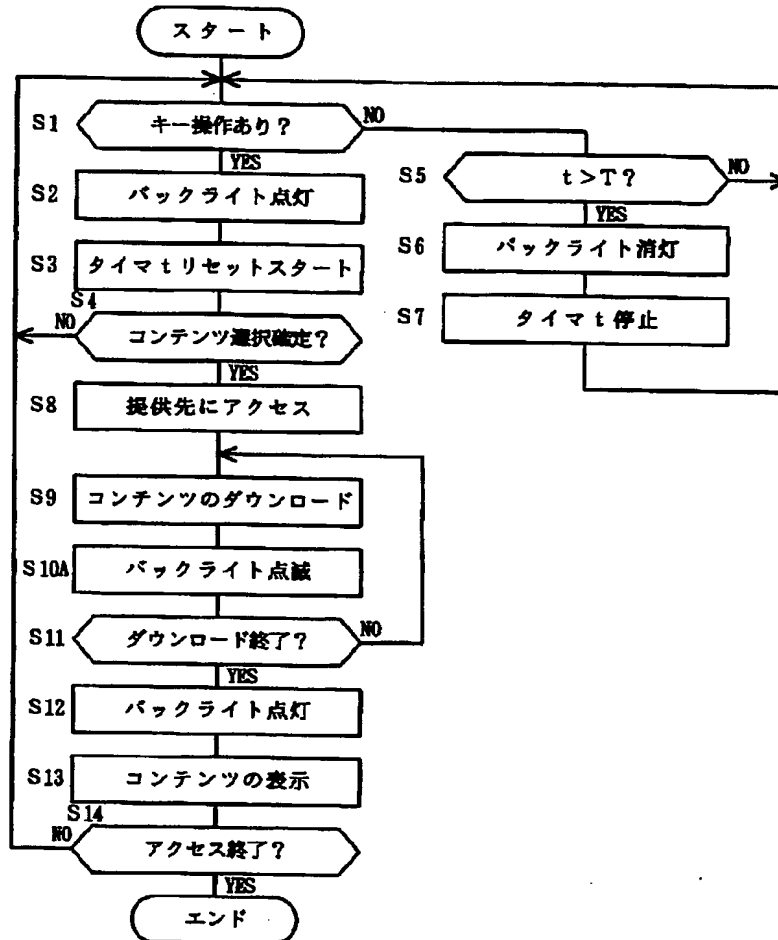 スタート
S1 キー操作あり? NO
YES
S2 バックライト点灯
S3 タイマtリセットスタート
S4
NO コンテンツ選択確定?
YES
S8 提供先にアクセス
S9 コンテンツのダウンロード
S10A バックライト点滅
S11 ダウンロード終了? NO
YES
S12 バックライト点灯
S13 コンテンツの表示
S14
NO アクセス終了?
YES
エンド
S5 t>T? NO
YES
S6 バックライト消灯
S7 タイマt停止